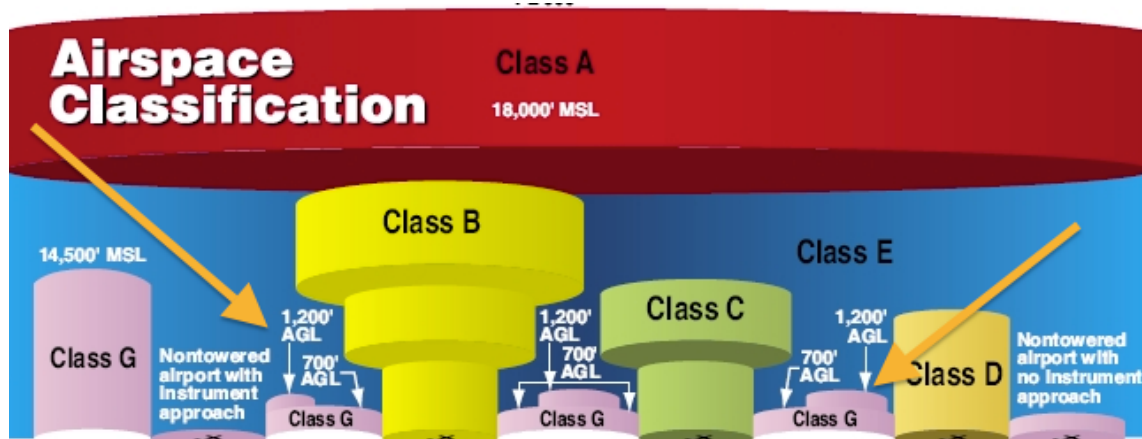 Airspace
Classification
Class A
18,000' MSL
Class B
Class E
14,500' MSL
Class C
1,200'
AGL
1,200'
AGL
1,200'
AGL
Class G
Nontowered
airport with
Instrument
approach
700'
AGL
Class G
700'
AGL
Class G
700'
AGL
Class G
Class D
Nontowered
airport with
no Instrument
approach